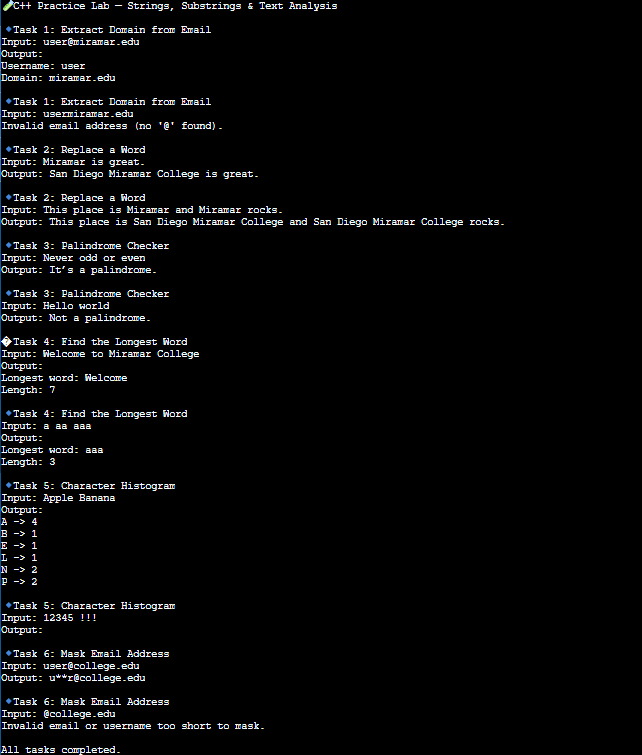 🧪C++ Practice Lab — Strings, Substrings & Text Analysis
🔹Task 1: Extract Domain from Email
Input: user@miramar.edu
Output:
Username: user
Domain: miramar.edu
🔹Task 1: Extract Domain from Email
Input: usermiramar.edu
Invalid email address (no '@' found).
🔹Task 2: Replace a Word
Input: Miramar is great.
Output: San Diego Miramar College is great.
🔹Task 2: Replace a Word
Input: This place is Miramar and Miramar rocks.
Output: This place is San Diego Miramar College and San Diego Miramar College rocks.
🔹Task 3: Palindrome Checker
Input: Never odd or even
Output: It’s a palindrome.
🔹Task 3: Palindrome Checker
Input: Hello world
Output: Not a palindrome.
�Task 4: Find the Longest Word
Input: Welcome to Miramar College
Output:
Longest word: Welcome
Length: 7
🔹Task 4: Find the Longest Word
Input: a aa aaa
Output:
Longest word: aaa
Length: 3
🔹Task 5: Character Histogram
Input: Apple Banana
Output:
A -> 4
B -> 1
E -> 1
L -> 1
N -> 2
P -> 2
🔹Task 5: Character Histogram
Input: 12345 !!!
Output:
🔹Task 6: Mask Email Address
Input: user@college.edu
Output: u**r@college.edu
🔹Task 6: Mask Email Address
Input: @college.edu
Invalid email or username too short to mask.
All tasks completed.